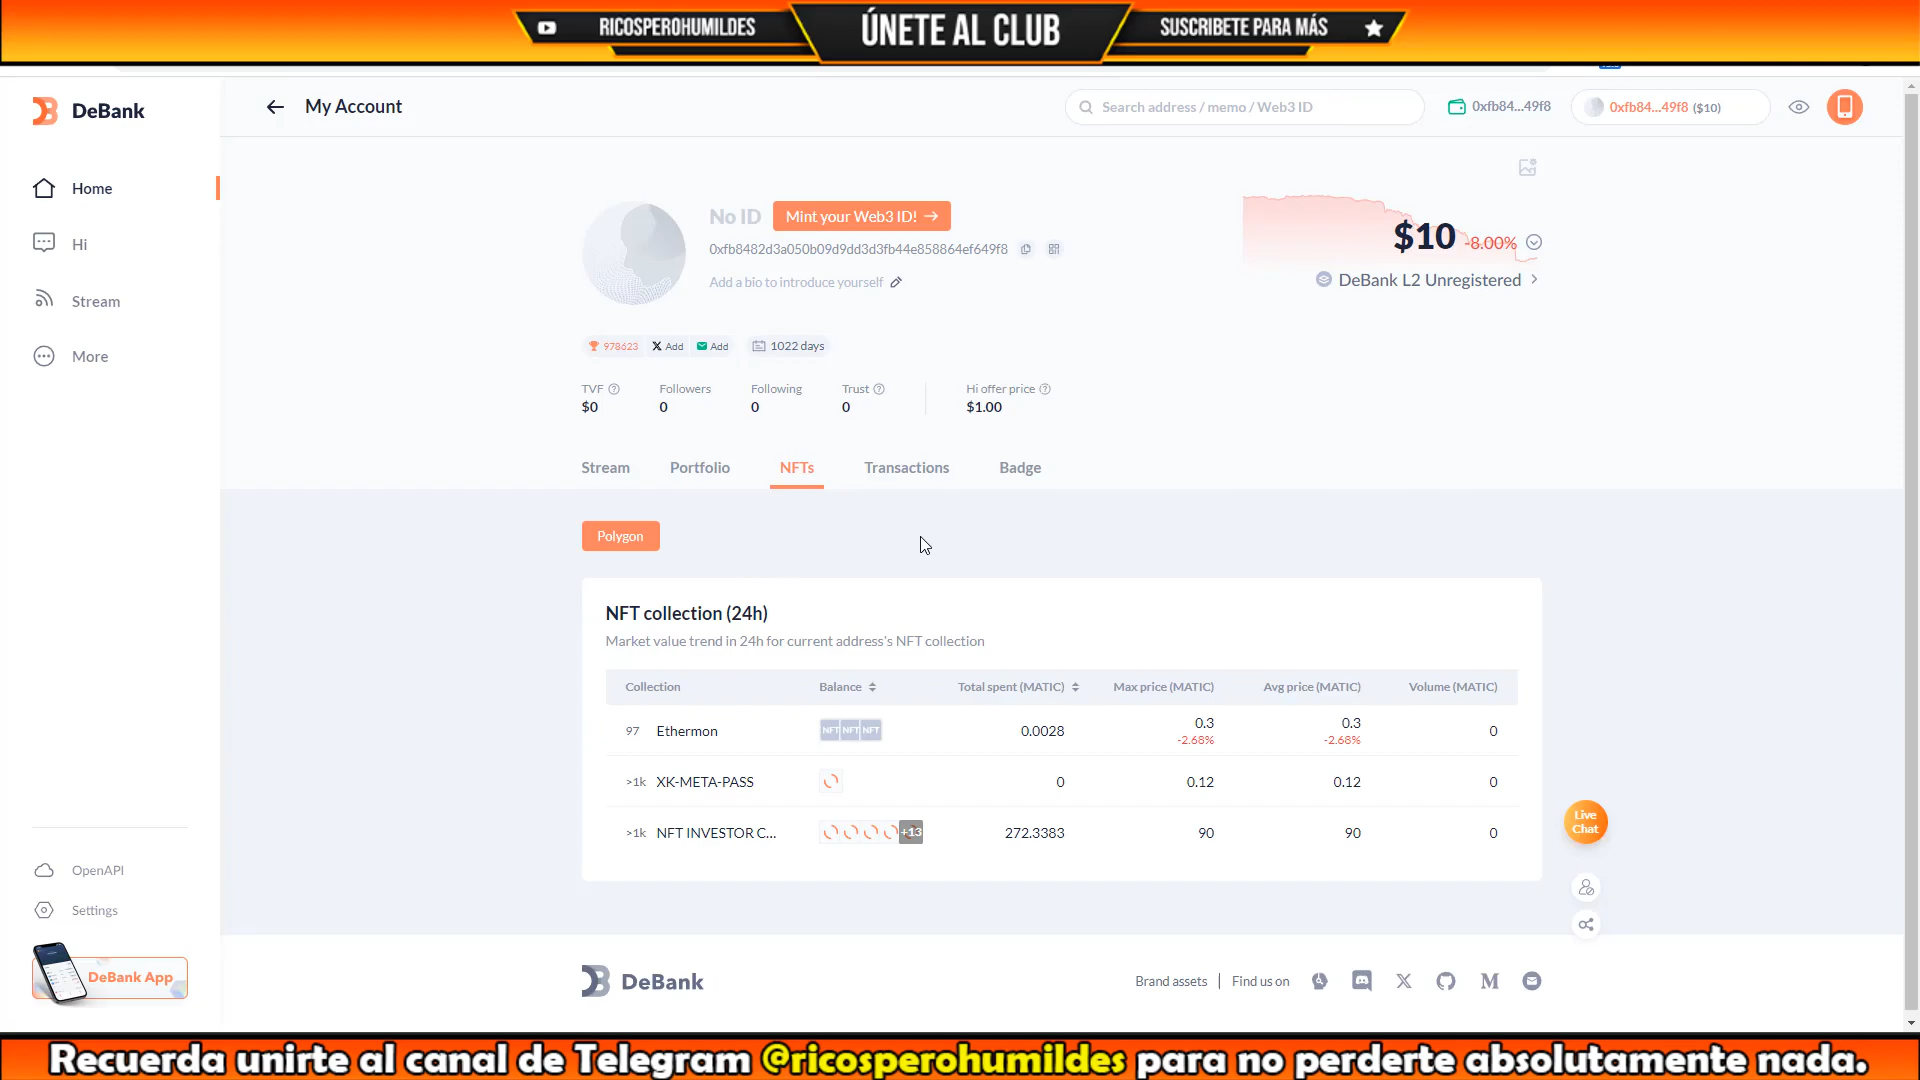 RICOSPEROHUMILDES
ÚNETE AL CLUB
SUSCRIBETE PARA MÁS
DeBank
My Account
Search address / memo / Web3 ID
0xfb84...49f8
0xfb84...49f8 ($10)
Home
Hi
Stream
More
No ID
Mint your Web3 ID!
0xfb8482d3a050b09d9dd3d3fb44e858864ef649f8
Add a bio to introduce yourself
$10 -8.00%
DeBank L2 Unregistered
978623 Add Add 1022 days
TVF Followers Following Trust Hi offer price
$0 0 0 0 $1.00
Stream Portfolio NFTs Transactions Badge
Polygon
NFT collection (24h)
Market value trend in 24h for current address's NFT collection
Collection Balance Total spent (MATIC) Max price (MATIC) Avg price (MATIC) Volume (MATIC)
97 Ethermon NFT NFT NFT 0.0028 0.3 0.3 0
-2.68% -2.68%
>1k XK-META-PASS 0 0.12 0.12 0
>1k NFT INVESTOR C... +13 272.3383 90 90 0
Live
Chat
OpenAPI
Settings
DeBank App
DeBank
Brand assets | Find us on
Recuerda unirte al canal de Telegram @ricosperohumildes para no perderte absolutamente nada.